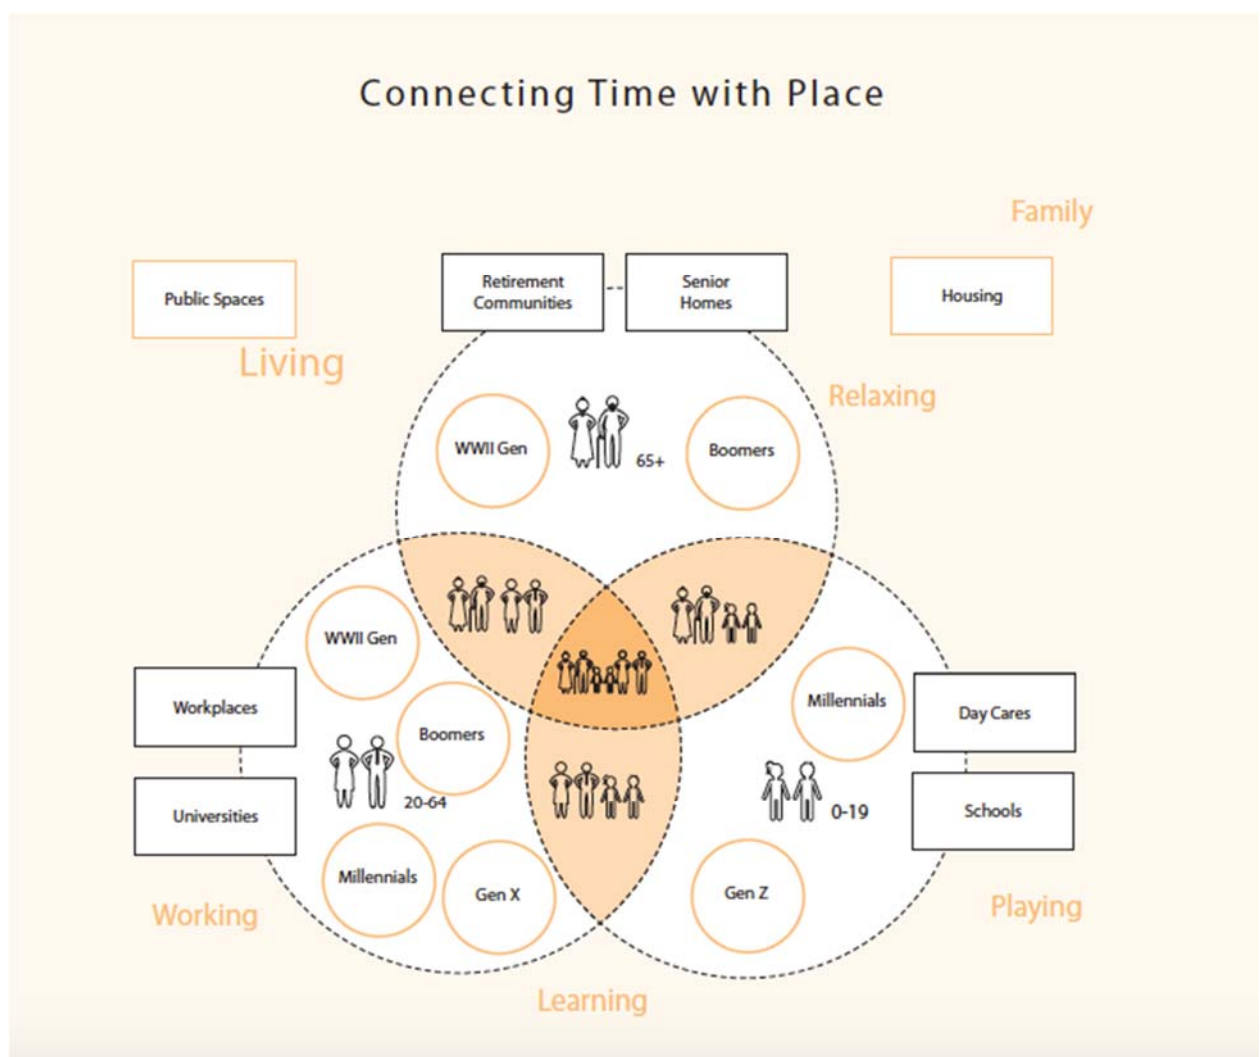 Connecting Time with Place
Family
Public Spaces
Retirement
Communities
Senior
Homes
Housing
Living
Relaxing
WWII Gen
65+
Boomers
WWII Gen
Workplaces
Boomers
Millennials
Day Cares
20-64
0-19
Universities
Schools
Millennials
Gen X
Gen Z
Working
Playing
Learning